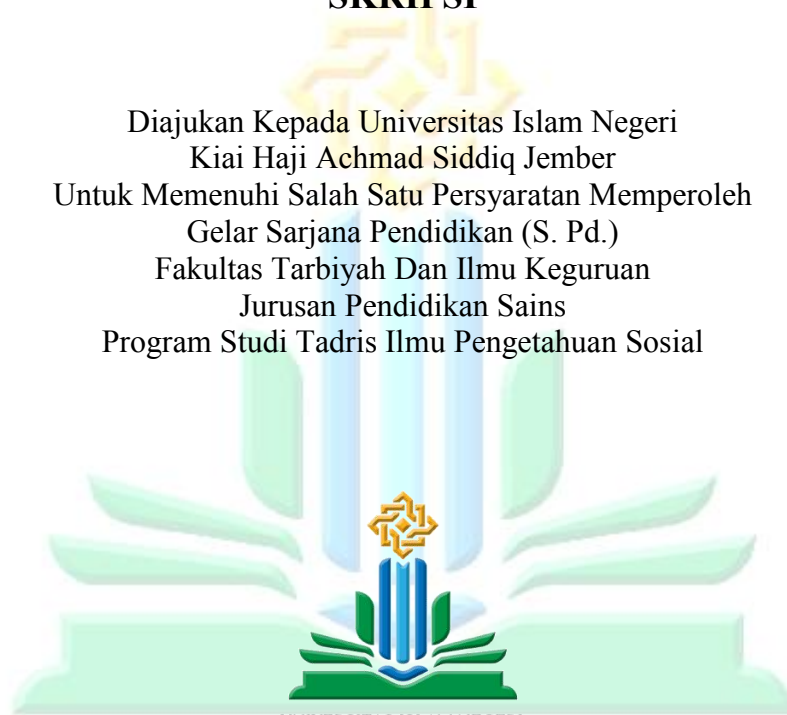 SKRIPSI
Diajukan Kepada Universitas Islam Negeri
Kiai Haji Achmad Siddiq Jember
Untuk Memenuhi Salah Satu Persyaratan Memperoleh
Gelar Sarjana Pendidikan (S. Pd.)
Fakultas Tarbiyah Dan Ilmu Keguruan
Jurusan Pendidikan Sains
Program Studi Tadris Ilmu Pengetahuan Sosial